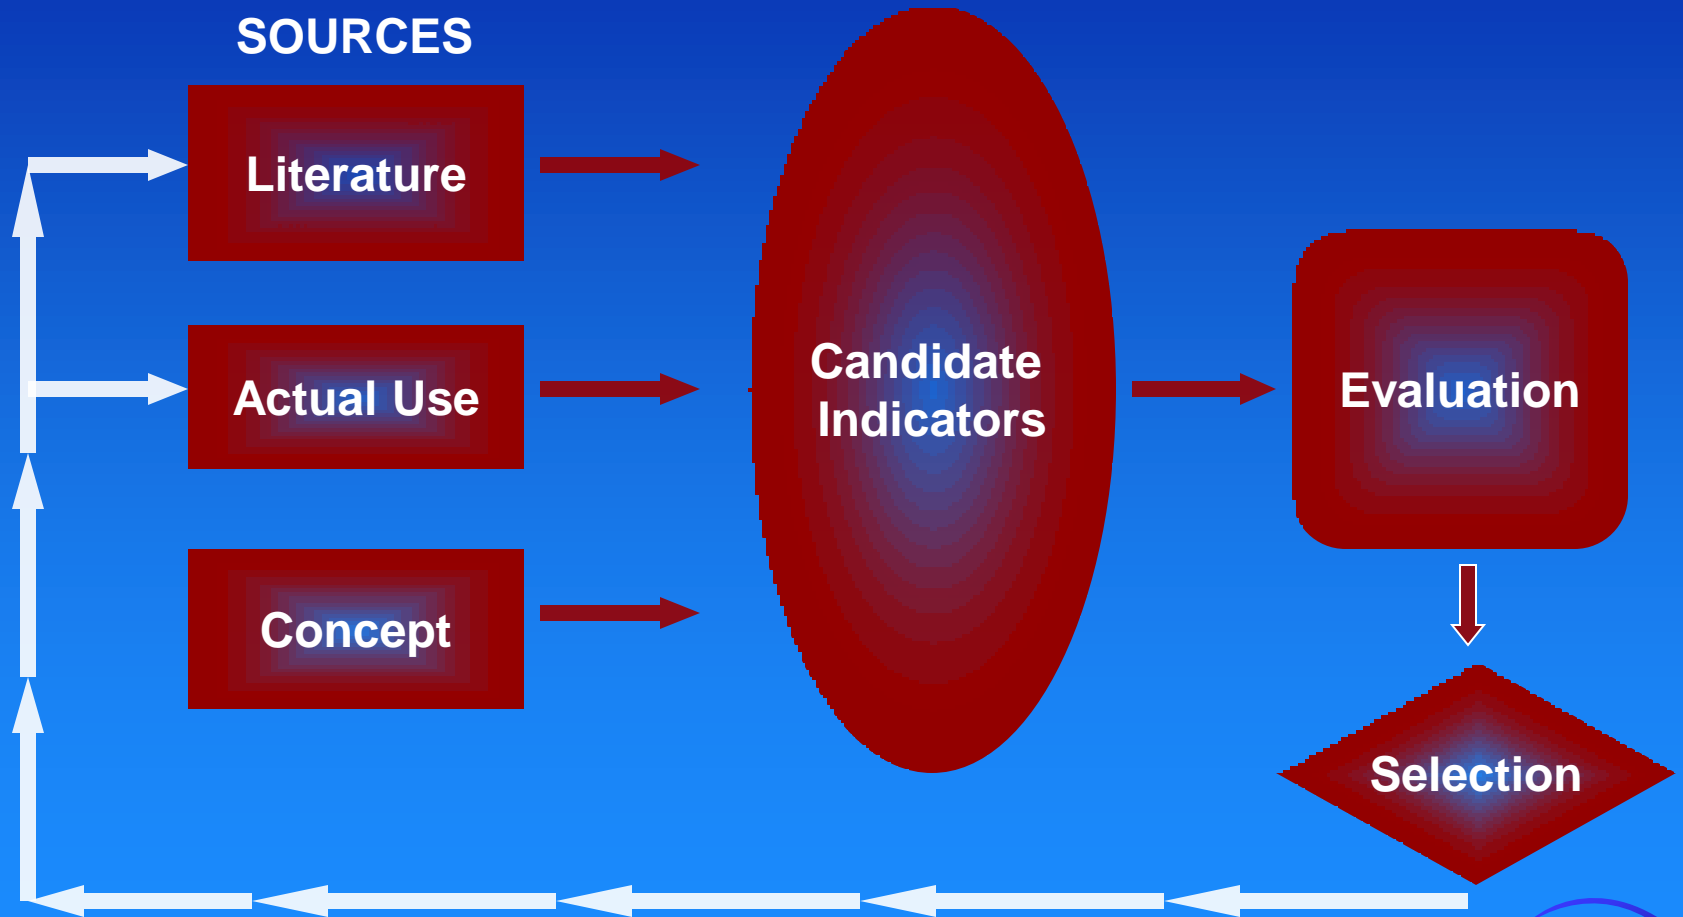 SOURCES
Literature
Actual Use
Concept
Candidate
Indicators
Evaluation
Selection